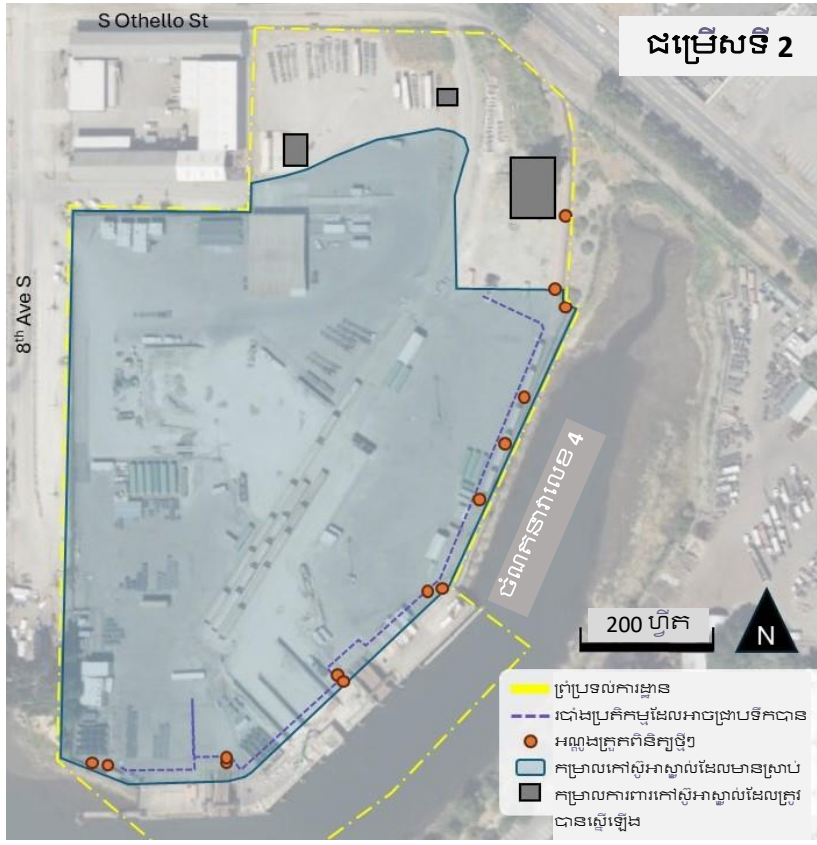 S Othello St
ជម្រើសទី 2
8th Ave S
ចំណតនាវាលេខ 4
200 ហ្វីត
N
ព្រំប្រទល់ការដ្ឋាន
របាំងប្រតិកម្មដែលអាចជ្រាបទឹកបាន
អណ្តូងត្រួតពិនិត្យថ្មីៗ
កម្រាលកៅស៊ូអាស្ហាល់ដែលមានស្រាប់
កម្រាលការពារកៅស៊ូអាស្ហាល់ដែលត្រូវ
បានស្នើឡើង